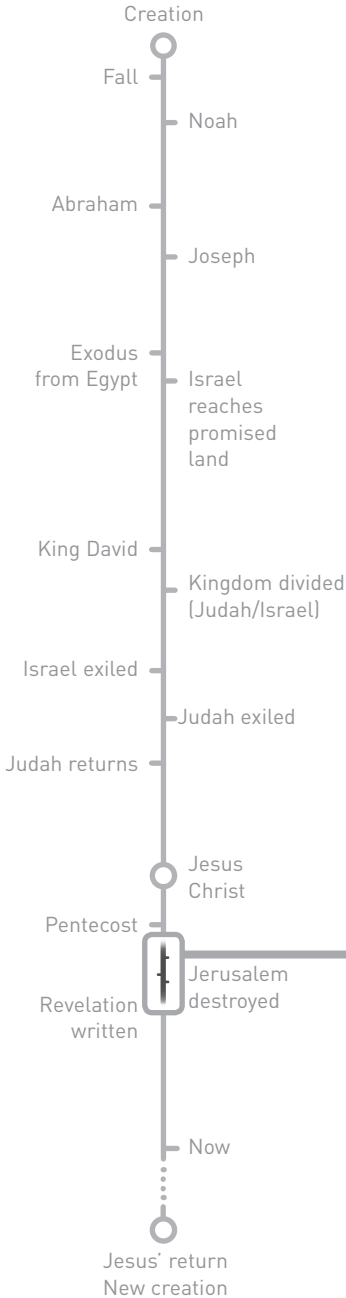 Creation
Fall
Noah
Abraham
Joseph
Exodus
from Egypt
Israel
reaches
promised
land
King David
Kingdom divided
(Judah/Israel)
Israel exiled
Judah exiled
Judah returns
Jesus
Christ
Pentecost
Jerusalem
destroyed
Revelation
written
Now
Jesus’ return
New creation